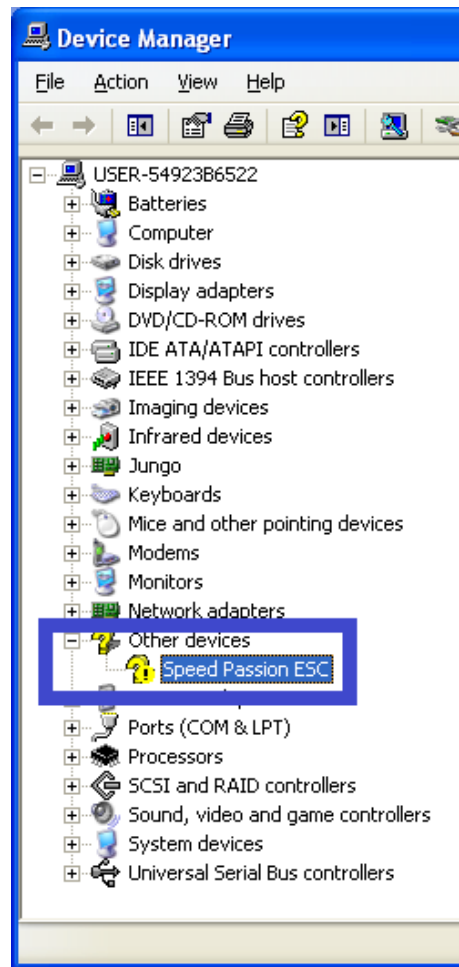 Device Manager
File Action View Help
USER-54923B6522
Batteries
Computer
Disk drives
Display adapters
DVD/CD-ROM drives
IDE ATA/ATAPI controllers
IEEE 1394 Bus host controllers
Imaging devices
Infrared devices
Jungo
Keyboards
Mice and other pointing devices
Modems
Monitors
Network adapters
Other devices
Speed Passion ESC
Ports (COM & LPT)
Processors
SCSI and RAID controllers
Sound, video and game controllers
System devices
Universal Serial Bus controllers